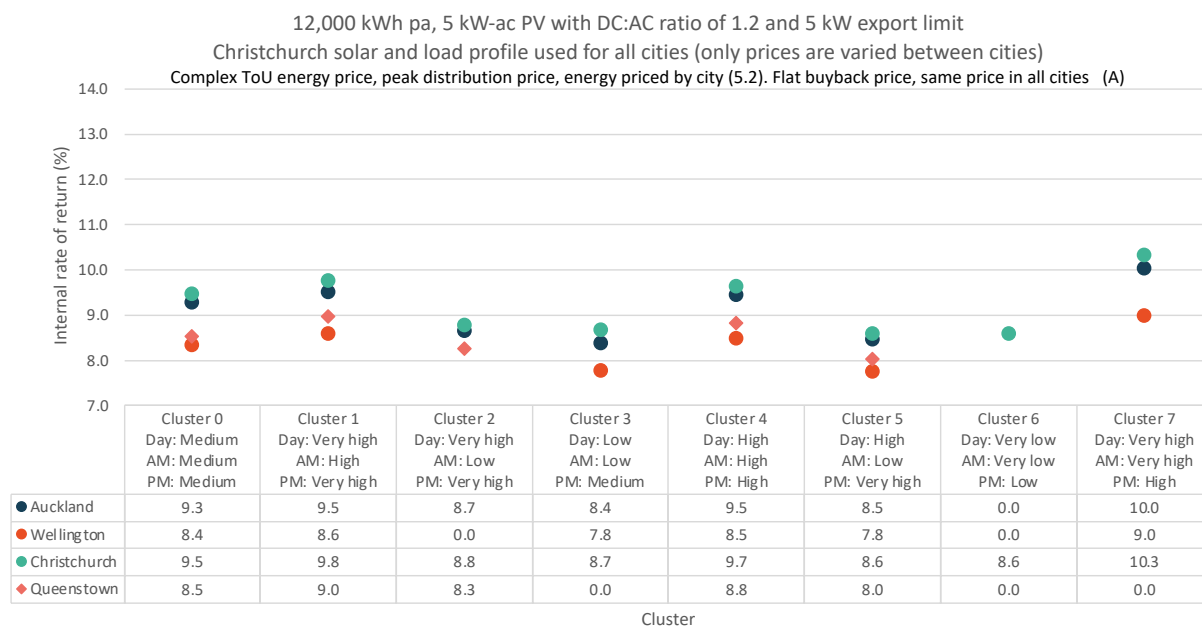 12,000 kWh pa, 5 kW-ac PV with DC:AC ratio of 1.2 and 5 kW export limit
Christchurch solar and load profile used for all cities (only prices are varied between cities)
Complex ToU energy price, peak distribution price, energy priced by city (5.2). Flat buyback price, same price in all cities (A)
Internal rate of return (%)
14.0
13.0
12.0
11.0
10.0
9.0
8.0
7.0
Cluster 0 Cluster 1 Cluster 2 Cluster 3 Cluster 4 Cluster 5 Cluster 6 Cluster 7
Day: Medium Day: Very high Day: Very high Day: Low Day: High Day: High Day: Very low Day: Very high
AM: Medium AM: High AM: Low AM: Low AM: High AM: Low AM: Very low AM: Very high
PM: Medium PM: Very high PM: Very high PM: Medium PM: High PM: Very high PM: Low PM: High
Auckland 9.3 9.5 8.7 8.4 9.5 8.5 0.0 10.0
Wellington 8.4 8.6 0.0 7.8 8.5 7.8 0.0 9.0
Christchurch 9.5 9.8 8.8 8.7 9.7 8.6 8.6 10.3
Queenstown 8.5 9.0 8.3 0.0 8.8 8.0 0.0 0.0
Cluster